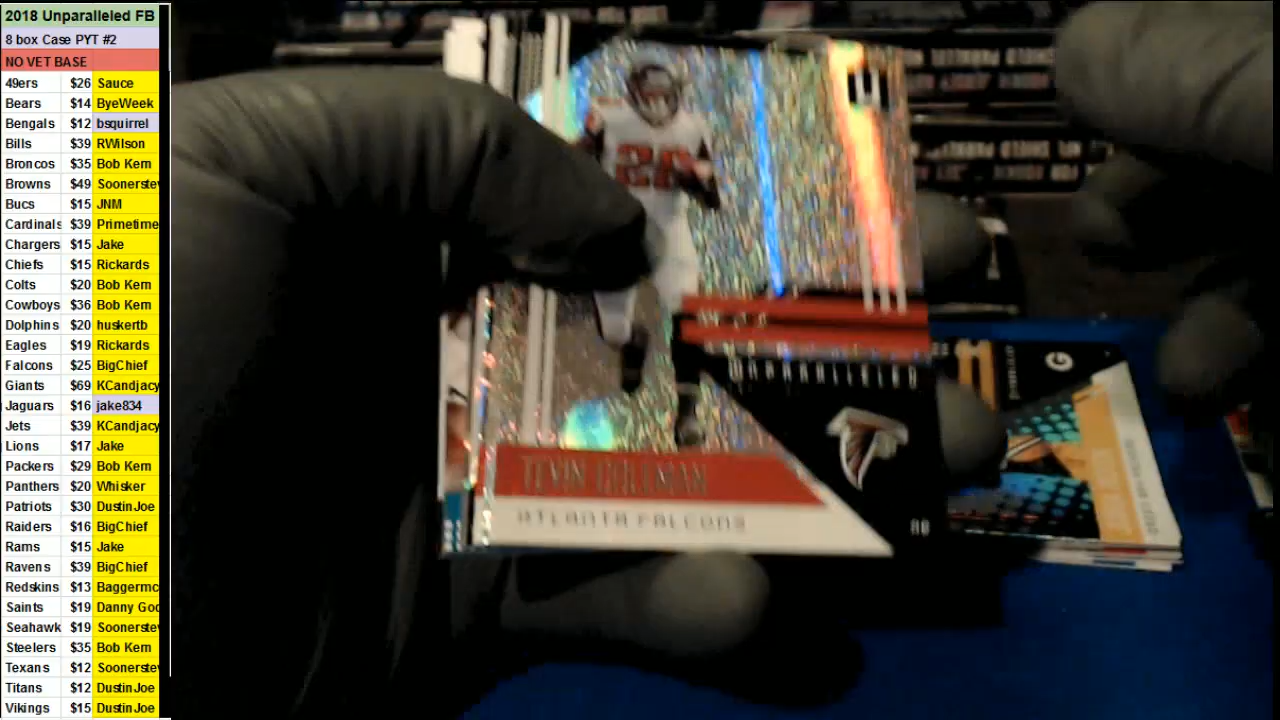 2018 Unparalleled FB
8 box Case PYT #2
NO VET BASE
49ers $26 Sauce
Bears $14 ByeWeek
Bengals $12 bsquirrel
Bills $39 RWilson
Broncos $35 Bob Kern
Browns $49 Soonerstev
Bucs $15 JNM
Cardinals $39 Primetime
Chargers $15 Jake
Chiefs $15 Rickards
Colts $20 Bob Kern
Cowboys $36 Bob Kern
Dolphins $20 huskertb
Eagles $19 Rickards
Falcons $25 BigChief
Giants $69 KCandjacy
Jaguars $16 jake834
Jets $39 KCandjacy
Lions $17 Jake
Packers $29 Bob Kern
Panthers $20 Whisker
Patriots $30 DustinJoe
Raiders $16 BigChief
Rams $15 Jake
Ravens $39 BigChief
Redskins $13 Baggermc
Saints $19 Danny Goo
Seahawk $19 Soonerstev
Steelers $35 Bob Kern
Texans $12 Soonerstev
Titans $12 DustinJoe
Vikings $15 DustinJoe
UNPARALLELED
TEVIN COLEMAN
ATLANTA FALCONS
RB